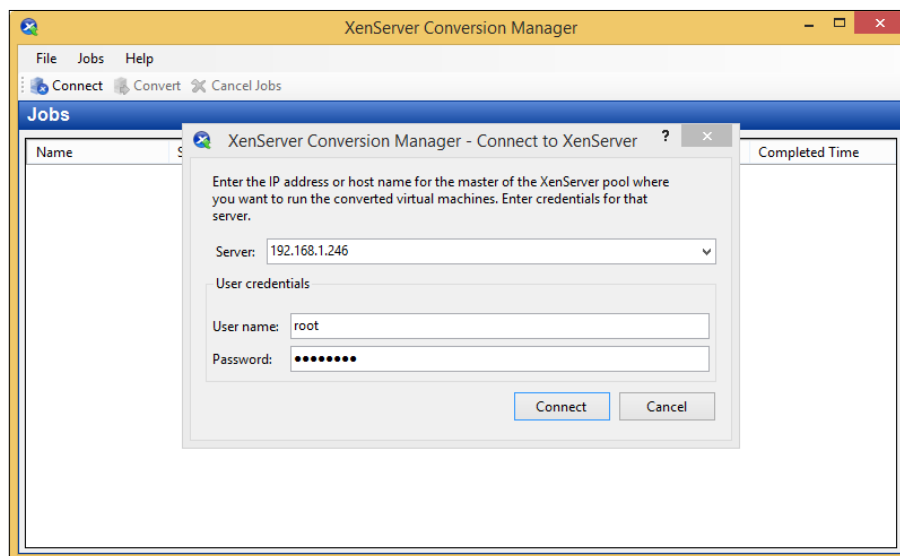 XenServer Conversion Manager
File Jobs Help
Connect Convert Cancel Jobs
Jobs
Name S Completed Time
XenServer Conversion Manager - Connect to XenServer ?
Enter the IP address or host name for the master of the XenServer pool where
you want to run the converted virtual machines. Enter credentials for that
server.
Server: 192.168.1.246
User credentials
User name: root
Password: ●●●●●●●●
Connect Cancel